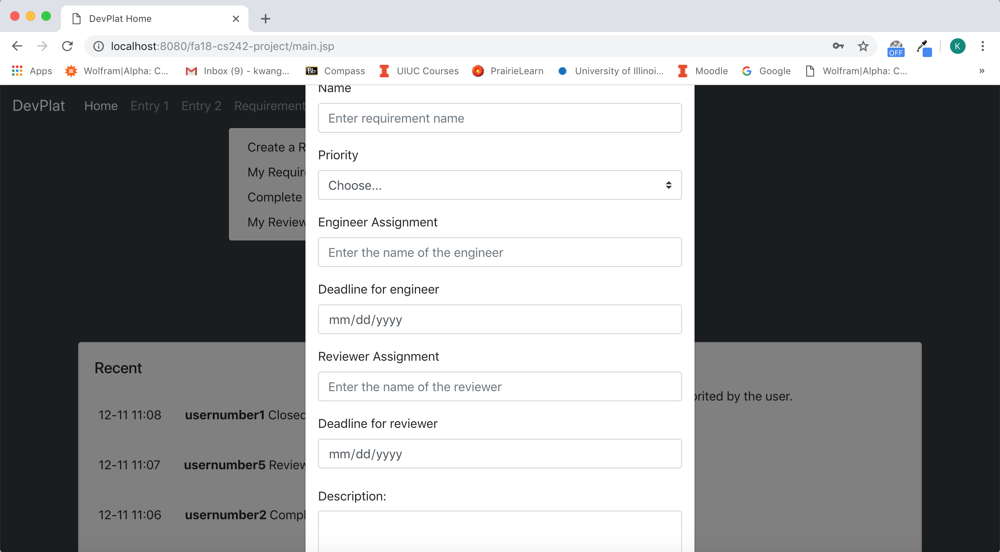 DevPlat Home
localhost:8080/fa18-cs242-project/main.jsp
OFF
K
Apps Wolfram|Alpha: C... Inbox (9) - kwang... Bb Compass UIUC Courses PrairieLearn University of Illinoi... Moodle Google Wolfram|Alpha: C... »
DevPlat Home Entry 1 Entry 2 Requirement
Create a R
My Requir
Complete
My Review
Recent
12-11 11:08 usernumber1 Closed
12-11 11:07 usernumber5 Review
12-11 11:06 usernumber2 Compl
Name
Enter requirement name
Priority
Choose...
Engineer Assignment
Enter the name of the engineer
Deadline for engineer
mm/dd/yyyy
Reviewer Assignment
Enter the name of the reviewer
Deadline for reviewer
mm/dd/yyyy
Description:
orited by the user.